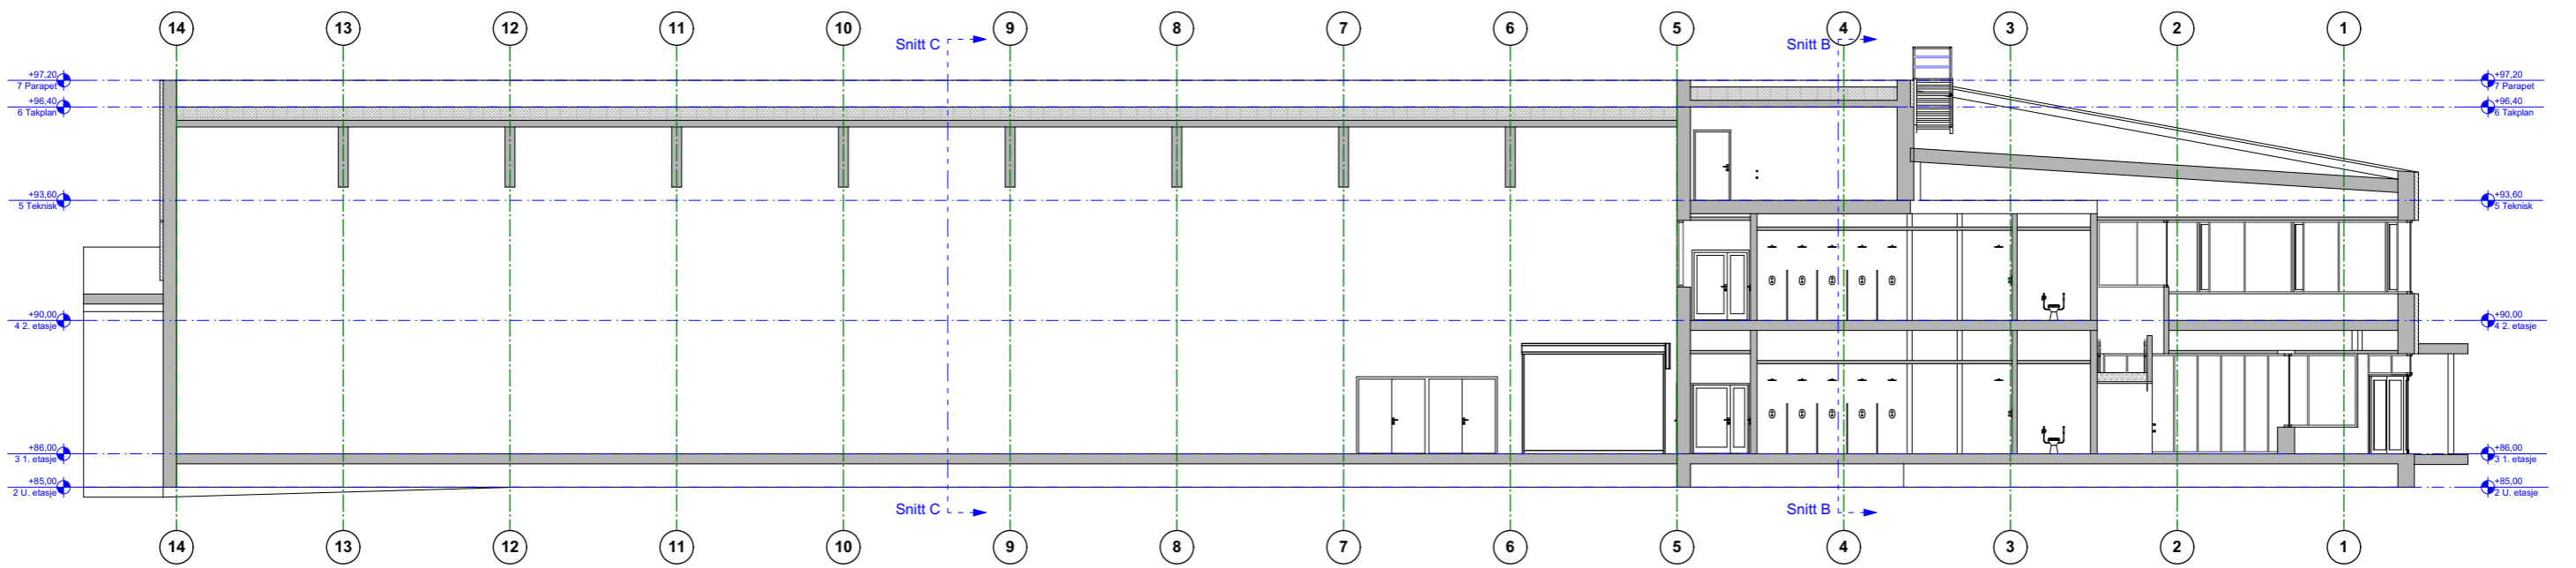 14 13 12 11 10 9 8 7 6 5 4 3 2 1
Snitt C
Snitt B
+97,20
7 Parapet
+96,40
6 Takplan
+93,60
5 Teknisk
+90,00
4 2. etasje
+86,00
3 1. etasje
+85,00
2 U. etasje
+97,20
7 Parapet
+96,40
6 Takplan
+93,60
5 Teknisk
+90,00
4 2. etasje
+86,00
3 1. etasje
+85,00
2 U. etasje
Snitt C
Snitt B
14 13 12 11 10 9 8 7 6 5 4 3 2 1